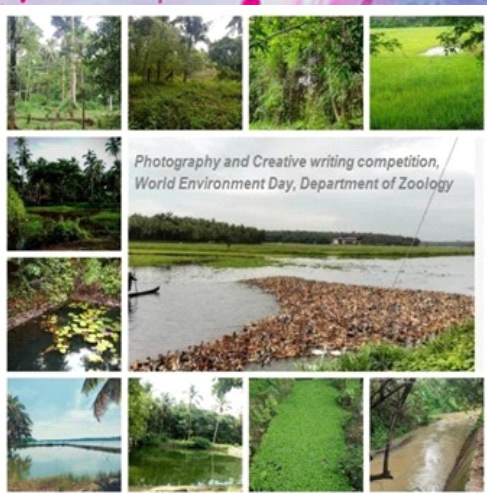 Photography and Creative writing competition,
World Environment Day, Department of Zoology